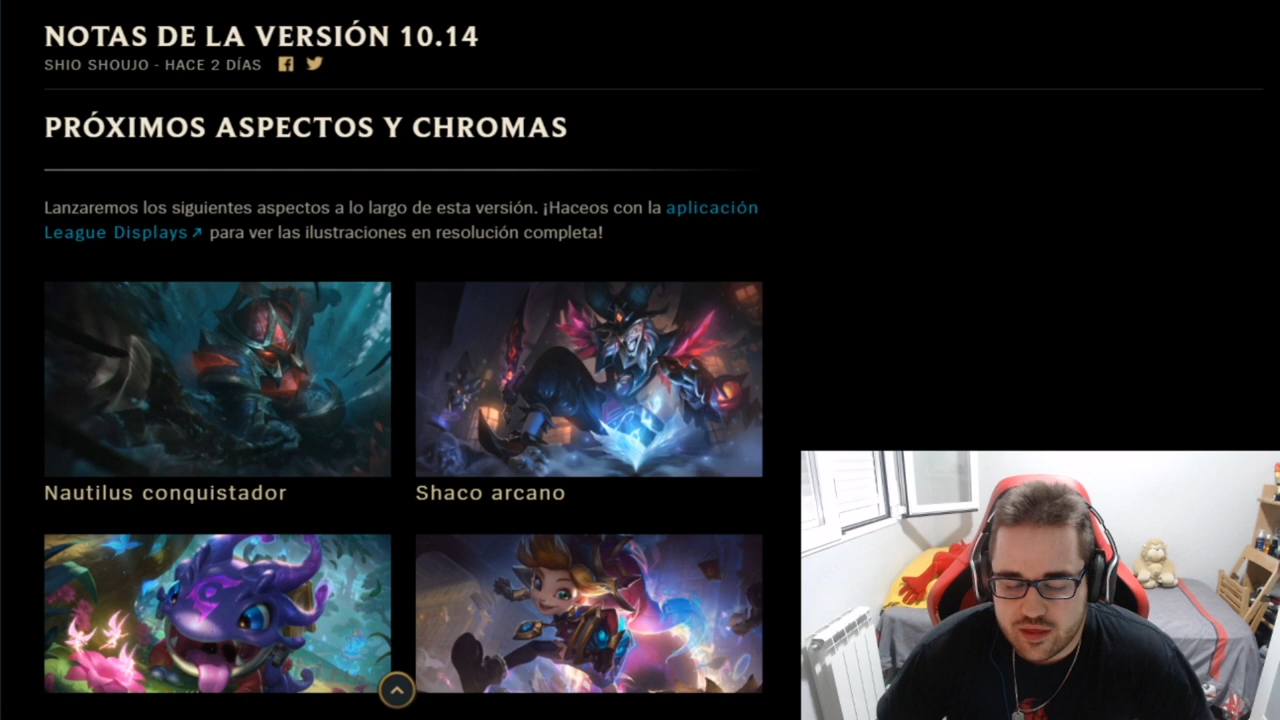 NOTAS DE LA VERSIÓN 10.14
SHIO SHOUJO - HACE 2 DÍAS
PRÓXIMOS ASPECTOS Y CHROMAS
Lanzaremos los siguientes aspectos a lo largo de esta versión. ¡Haceos con la aplicación
League Displays↗ para ver las ilustraciones en resolución completa!
Nautilus conquistador
Shaco arcano